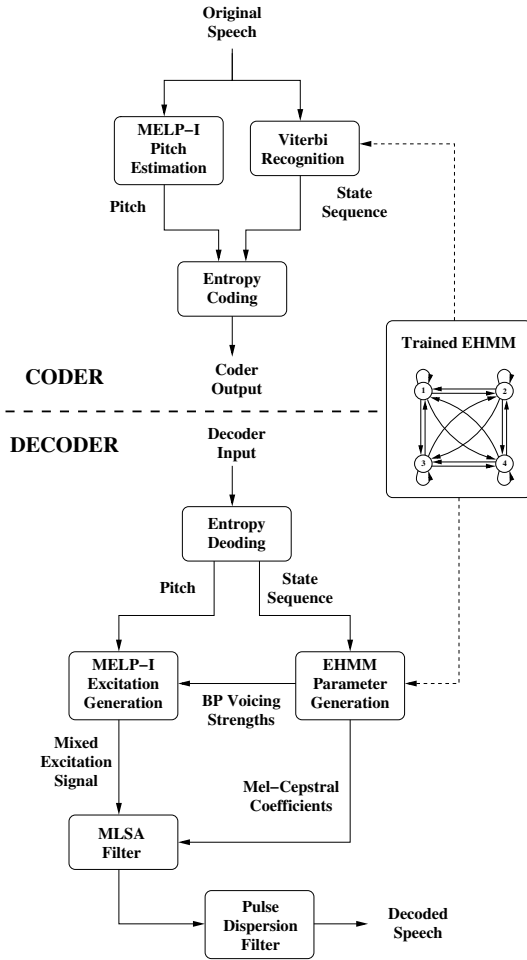 Original
Speech
MELP-I
Pitch
Estimation
Viterbi
Recognition
Pitch
State
Sequence
Entropy
Coding
Trained EHMM
1
2
3
4
Coder
Output
CODER
DECODER
Decoder
Input
Entropy
Deoding
Pitch
State
Sequence
MELP-I
Excitation
Generation
BP Voicing
Strengths
EHMM
Parameter
Generation
Mixed
Excitation
Signal
Mel-Cepstral
Coefficients
MLSA
Filter
Pulse
Dispersion
Filter
Decoded
Speech